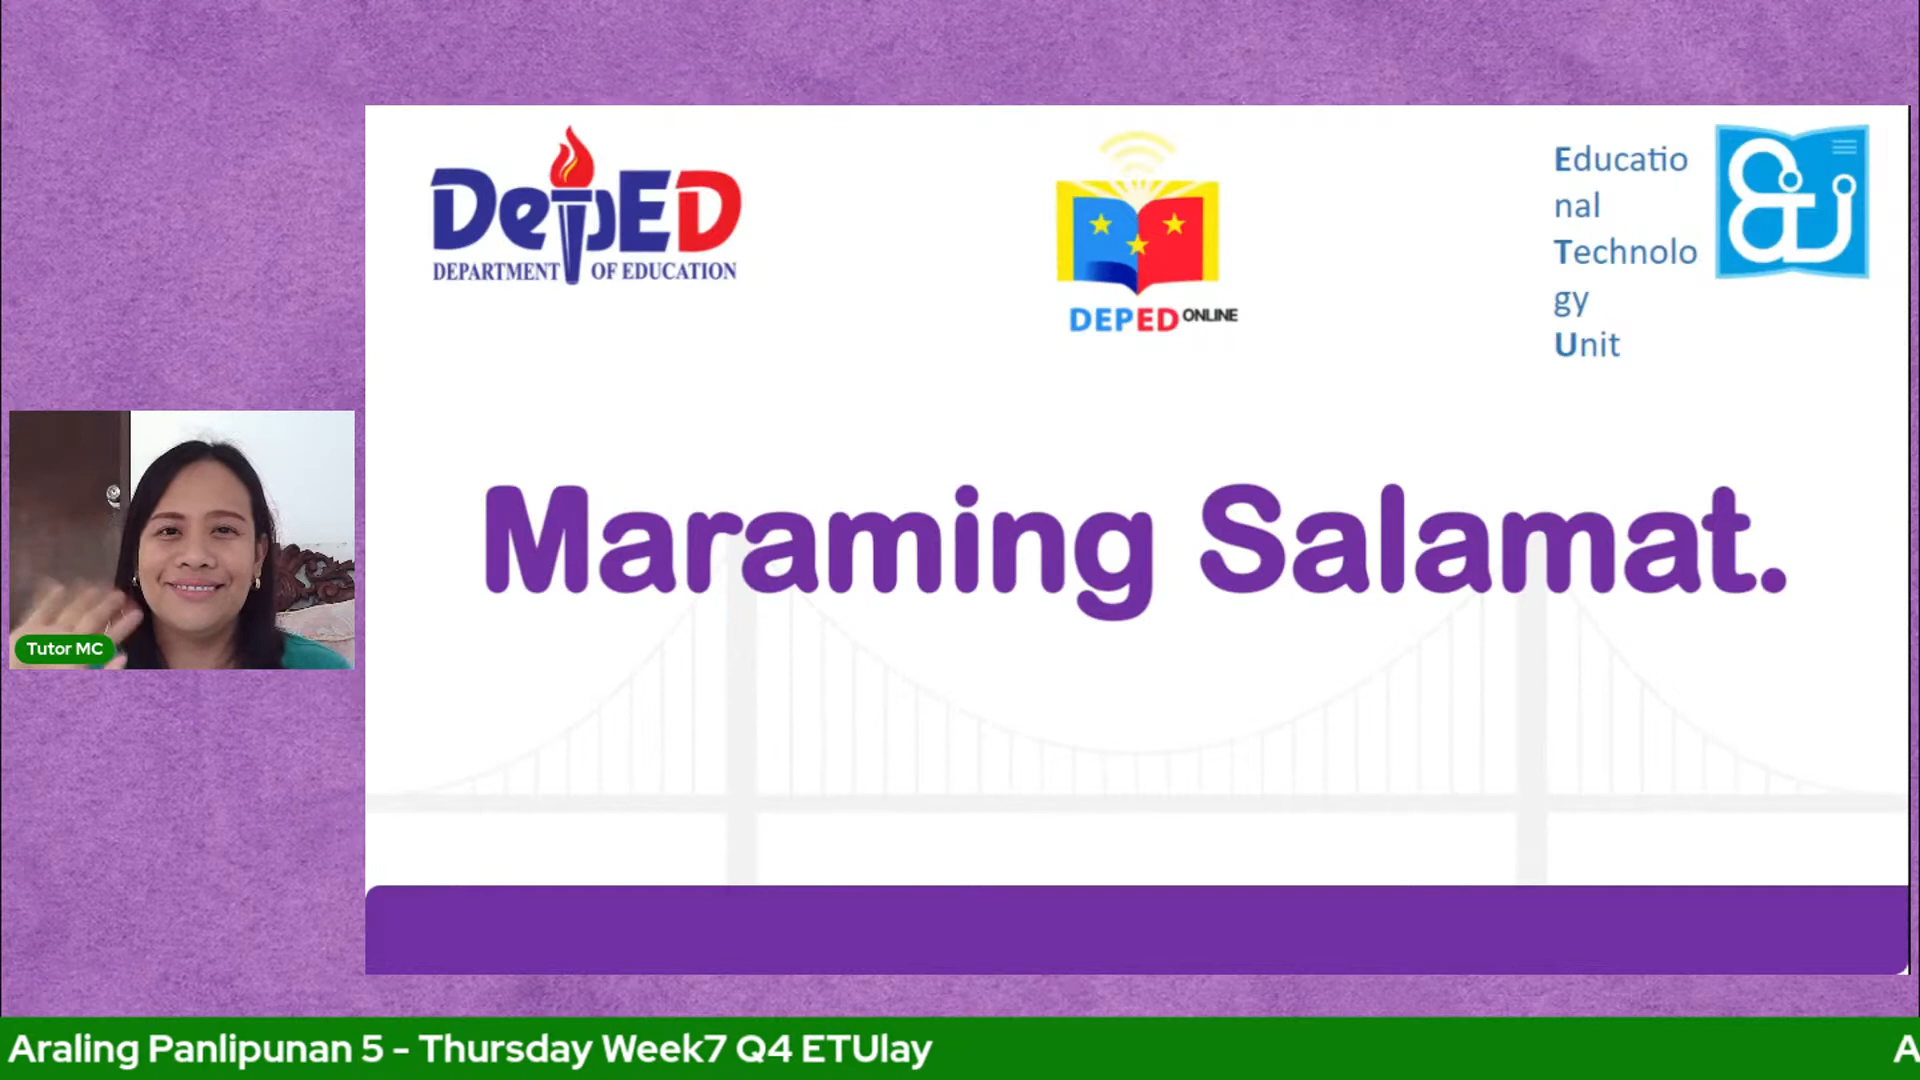 DepED
DEPARTMENT OF EDUCATION
DEPED ONLINE
Educatio
nal
Technolo
gy
Unit
Maraming Salamat.
Tutor MC
Araling Panlipunan 5 - Thursday Week7 Q4 ETUlay
A